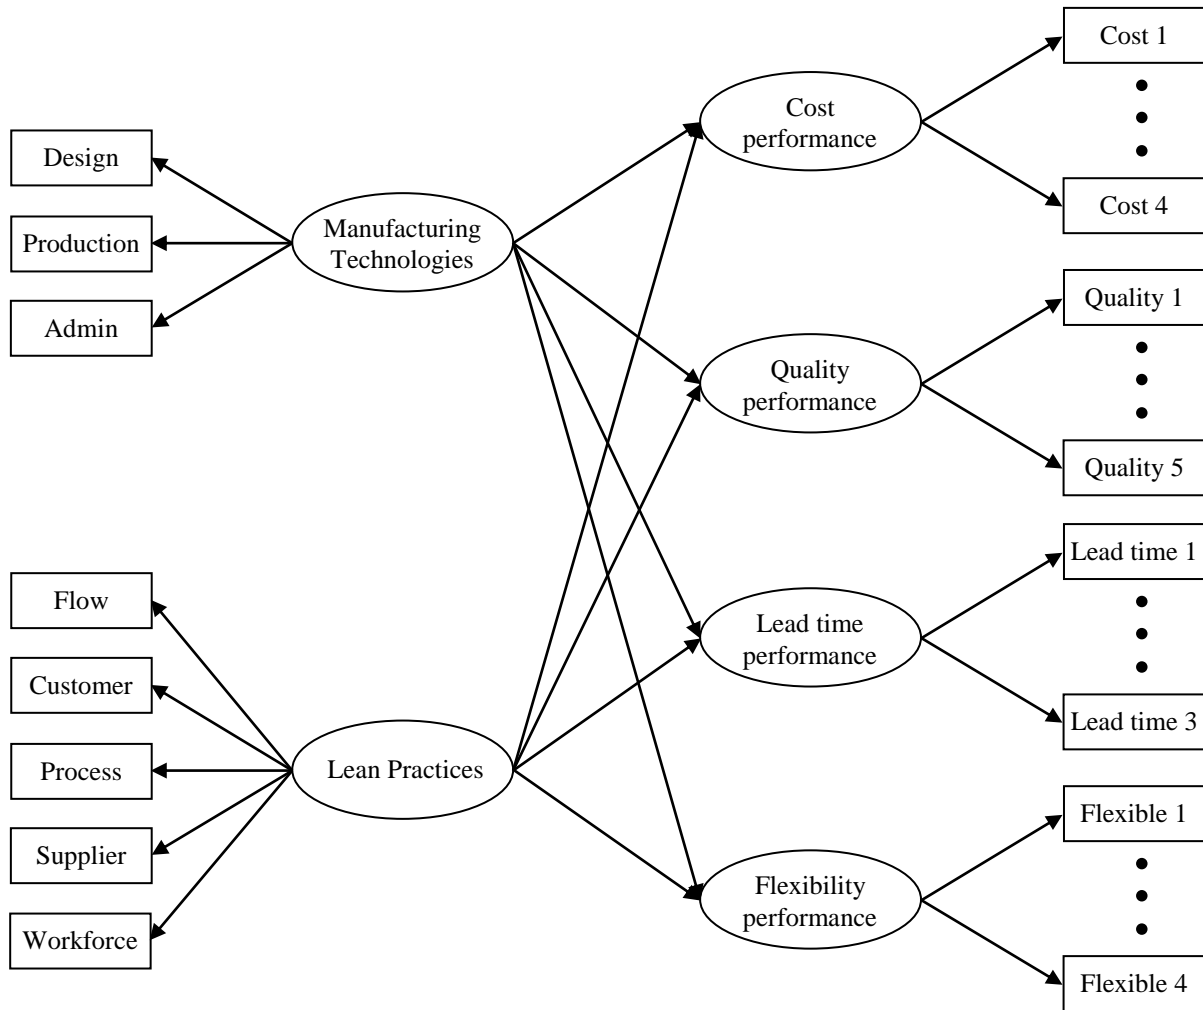 Design
Production
Admin
Flow
Customer
Process
Supplier
Workforce
Manufacturing
Technologies
Lean Practices
Cost
performance
Quality
performance
Lead time
performance
Flexibility
performance
Cost 1
Cost 4
Quality 1
Quality 5
Lead time 1
Lead time 3
Flexible 1
Flexible 4